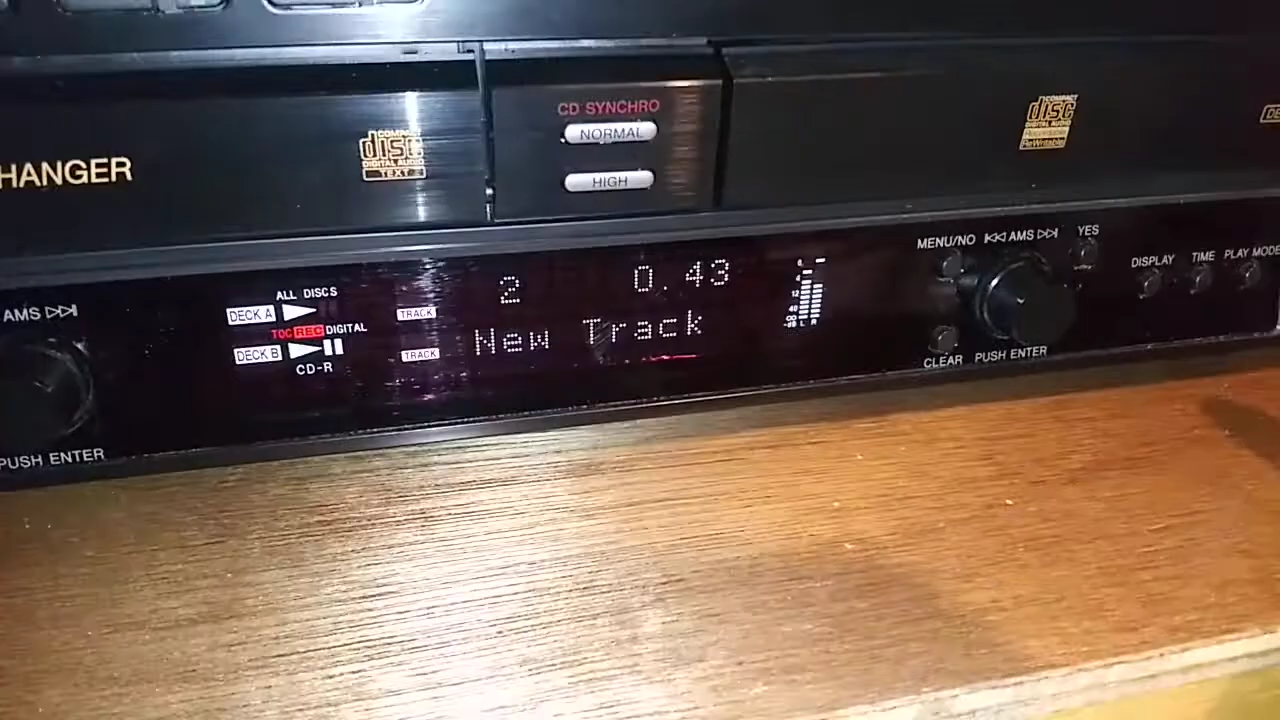 HANGER
COMPACT
disc
DIGITAL AUDIO
TEXT
CD SYNCHRO
NORMAL
HIGH
COMPACT
disc
DIGITAL AUDIO
Recordable
ReWritable
AMS
PUSH ENTER
ALL DISCS
DECK A
TOC REC DIGITAL
DECK B
CD-R
TRACK
TRACK
2 0.43
New Track
L R
MENU/NO AMS YES
CLEAR PUSH ENTER
DISPLAY TIME PLAY MODE